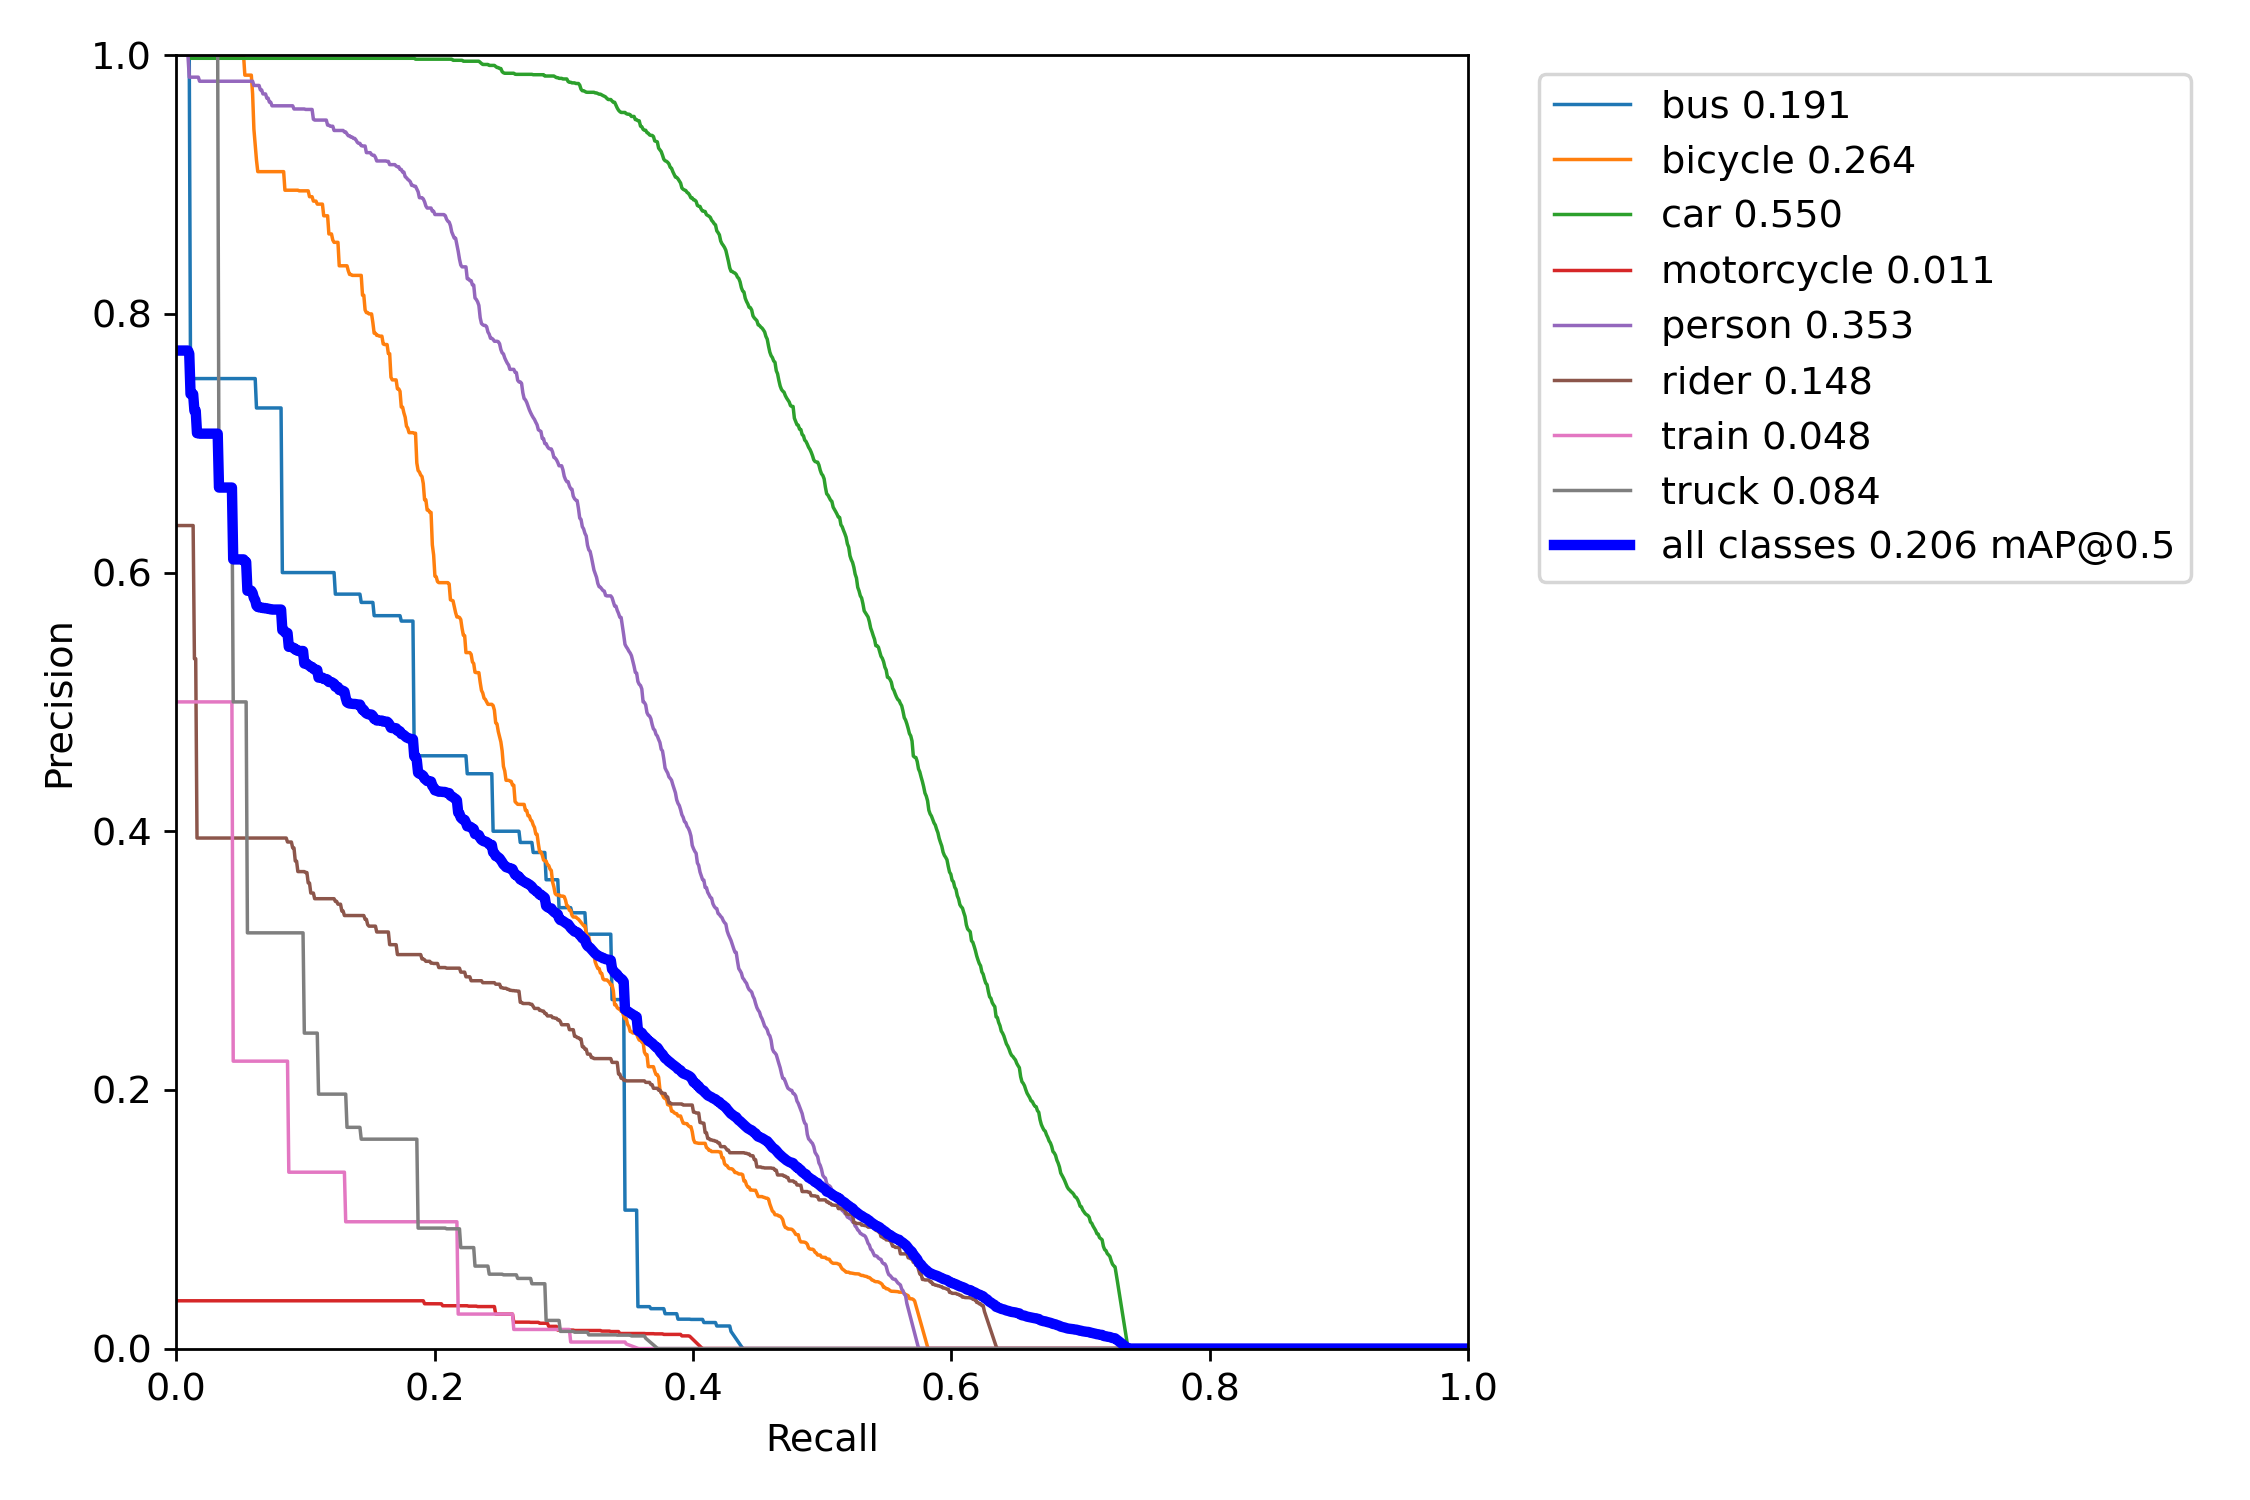 1.0
0.8
0.6
0.4
0.2
0.0
Precision
0.0 0.2 0.4 0.6 0.8 1.0
Recall
bus 0.191
bicycle 0.264
car 0.550
motorcycle 0.011
person 0.353
rider 0.148
train 0.048
truck 0.084
all classes 0.206 mAP@0.5